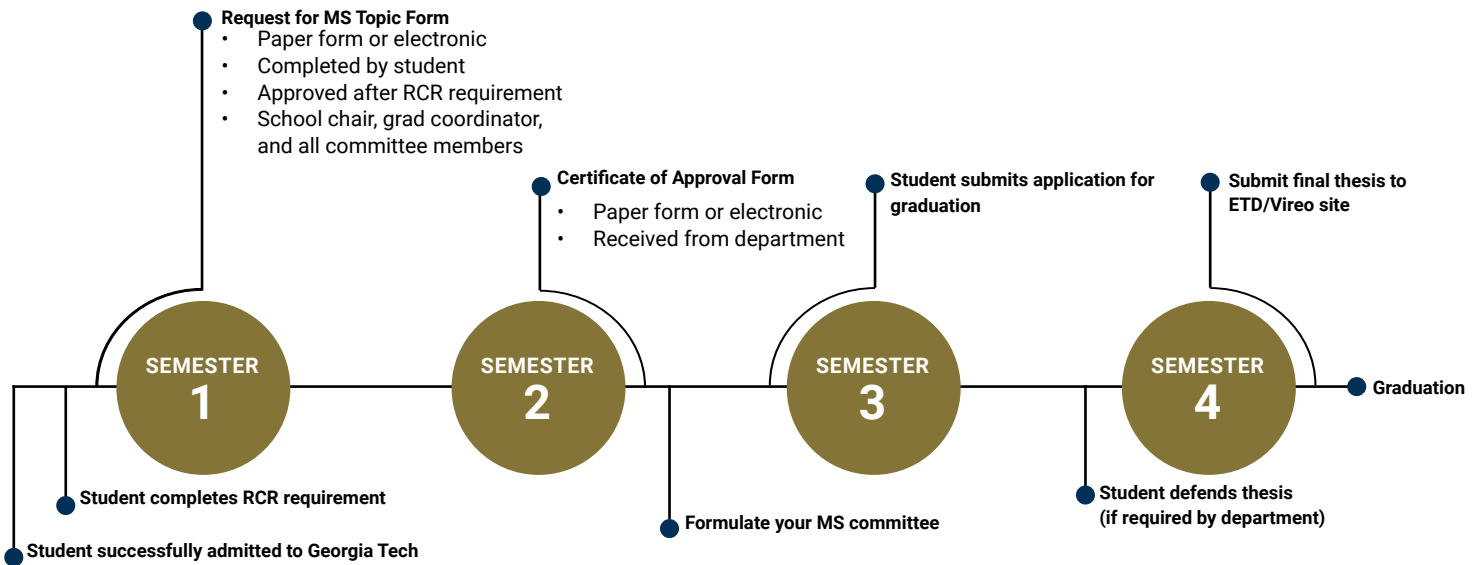 Request for MS Topic Form
• Paper form or electronic
• Completed by student
• Approved after RCR requirement
• School chair, grad coordinator,
and all committee members
Certificate of Approval Form
• Paper form or electronic
• Received from department
Student submits application for
graduation
Submit final thesis to
ETD/Vireo site
SEMESTER
1
SEMESTER
2
SEMESTER
3
SEMESTER
4
Graduation
Student completes RCR requirement
Student successfully admitted to Georgia Tech
Formulate your MS committee
Student defends thesis
(if required by department)